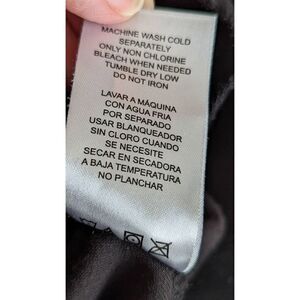 MACHINE WASH COLD
SEPARATELY
ONLY NON CHLORINE
BLEACH WHEN NEEDED
TUMBLE DRY LOW
DO NOT IRON
LAVAR A MÁQUINA
CON AGUA FRIA
POR SEPARADO
USAR BLANQUEADOR
SIN CLORO CUANDO
SE NECESITE
SECAR EN SECADORA
A BAJA TEMPERATURA
NO PLANCHAR